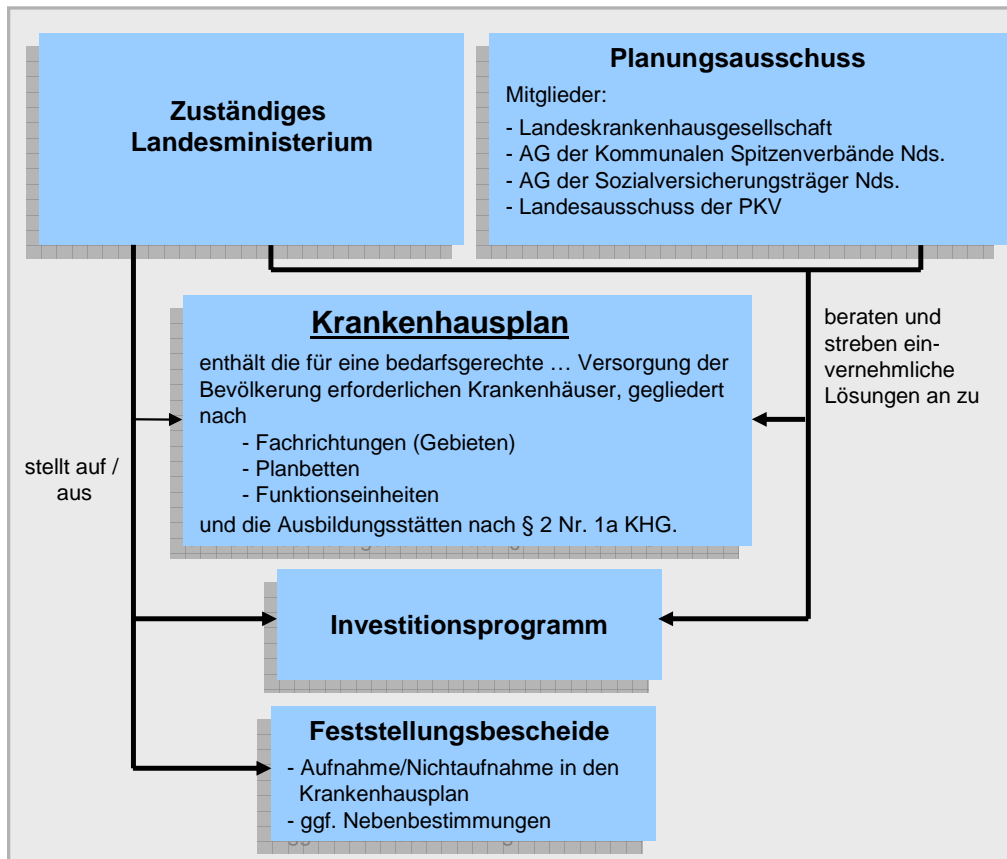 Zuständiges
Landesministerium
Planungsausschuss
Mitglieder:
- Landeskrankenhausgesellschaft
- AG der Kommunalen Spitzenverbände Nds.
- AG der Sozialversicherungsträger Nds.
- Landesausschuss der PKV
Krankenhausplan
enthält die für eine bedarfsgerechte … Versorgung der
Bevölkerung erforderlichen Krankenhäuser, gegliedert
nach
- Fachrichtungen (Gebieten)
- Planbetten
- Funktionseinheiten
und die Ausbildungsstätten nach § 2 Nr. 1a KHG.
beraten und
streben ein-
vernehmliche
Lösungen an zu
stellt auf /
aus
Investitionsprogramm
Feststellungsbescheide
- Aufnahme/Nichtaufnahme in den
Krankenhausplan
- ggf. Nebenbestimmungen